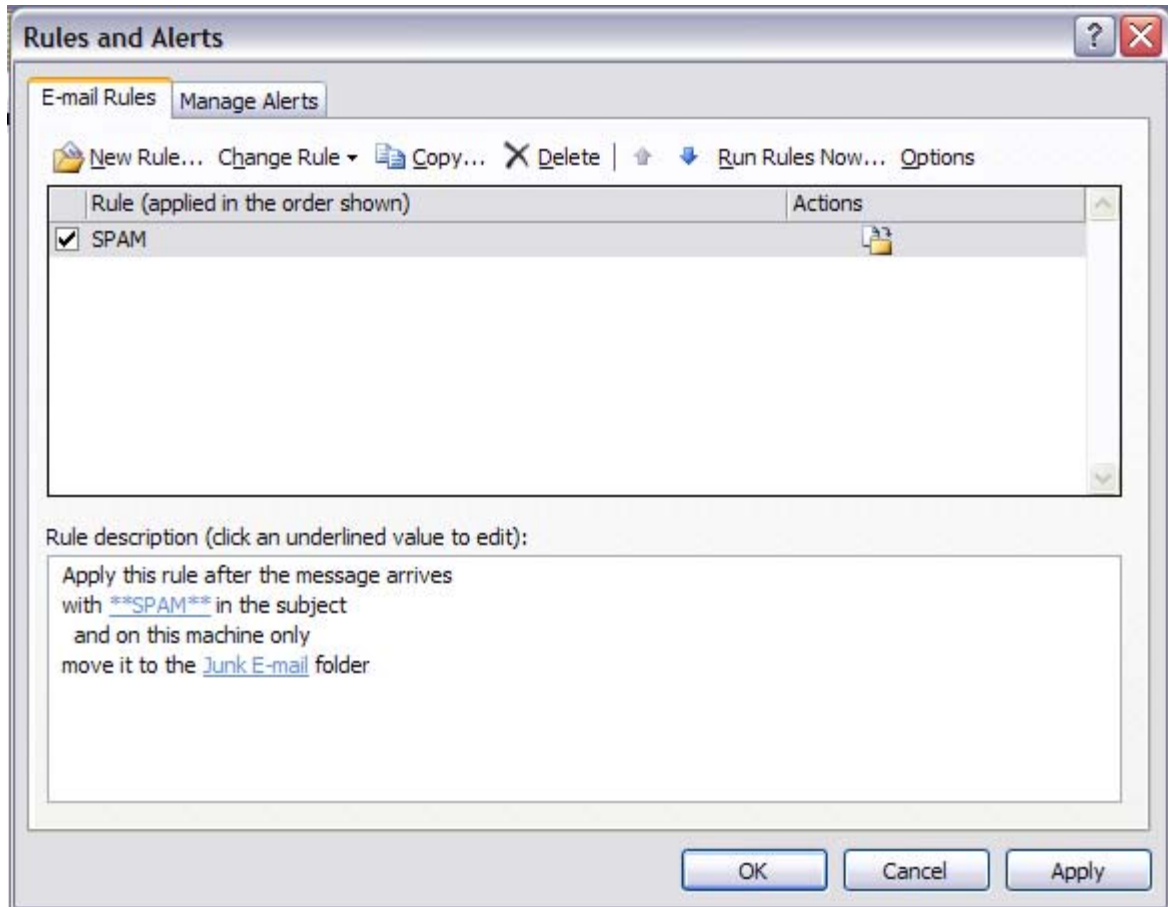 Rules and Alerts
E-mail Rules Manage Alerts
New Rule... Change Rule Copy... Delete Run Rules Now... Options
Rule (applied in the order shown) Actions
SPAM
Rule description (click an underlined value to edit):
Apply this rule after the message arrives
with **SPAM** in the subject
and on this machine only
move it to the Junk E-mail folder
OK Cancel Apply